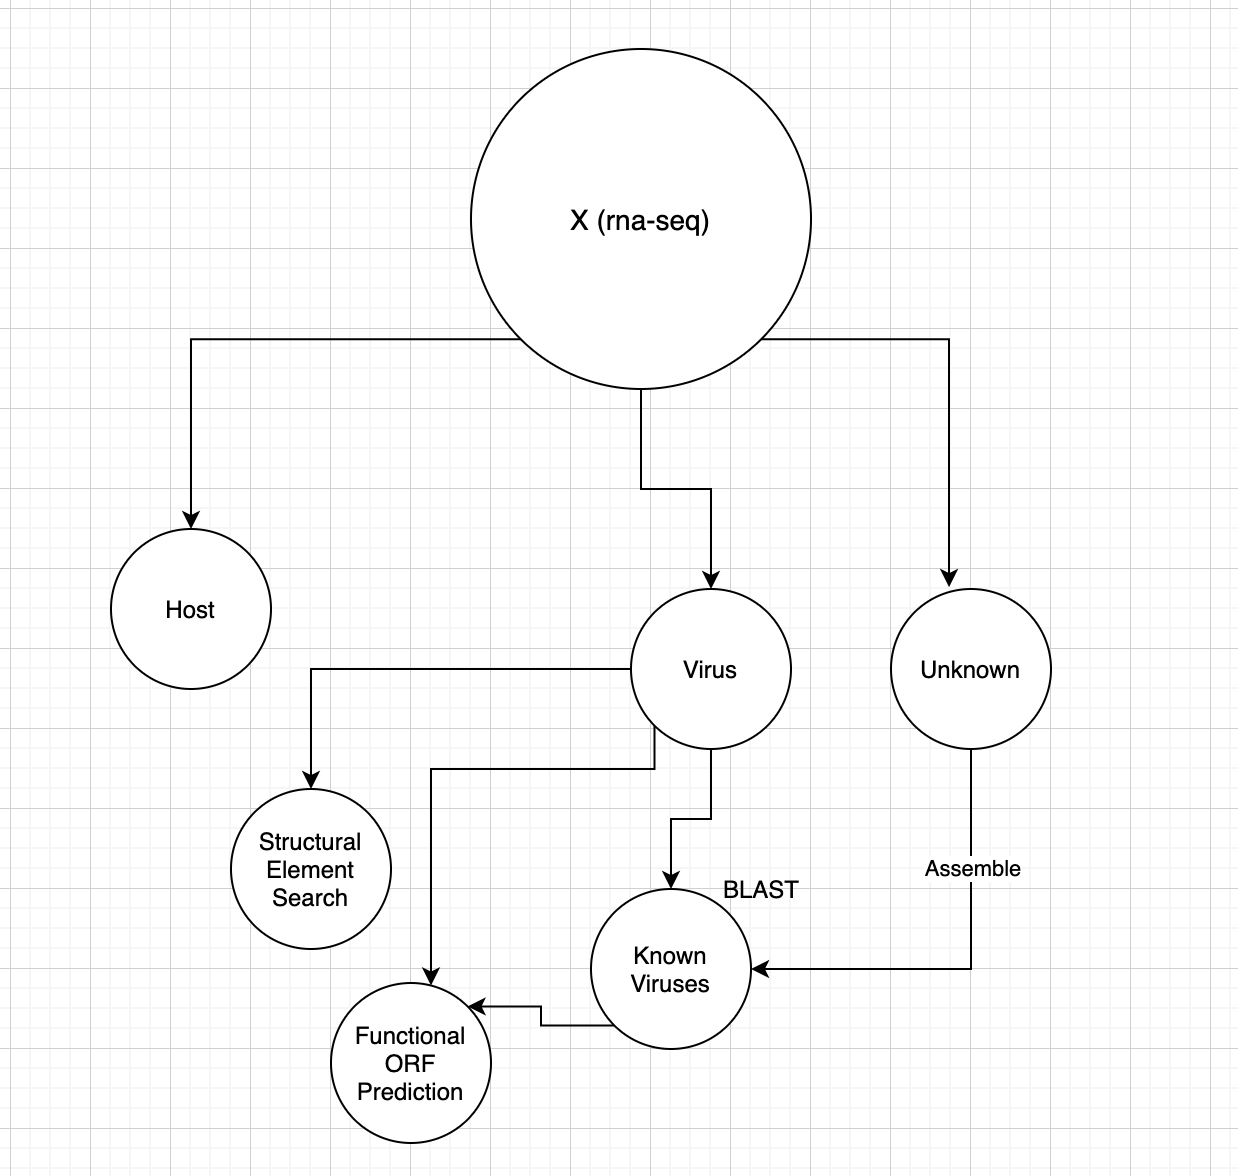 X (rna-seq)
Host
Virus
Unknown
Structural
Element
Search
Assemble
BLAST
Known
Viruses
Functional
ORF
Prediction